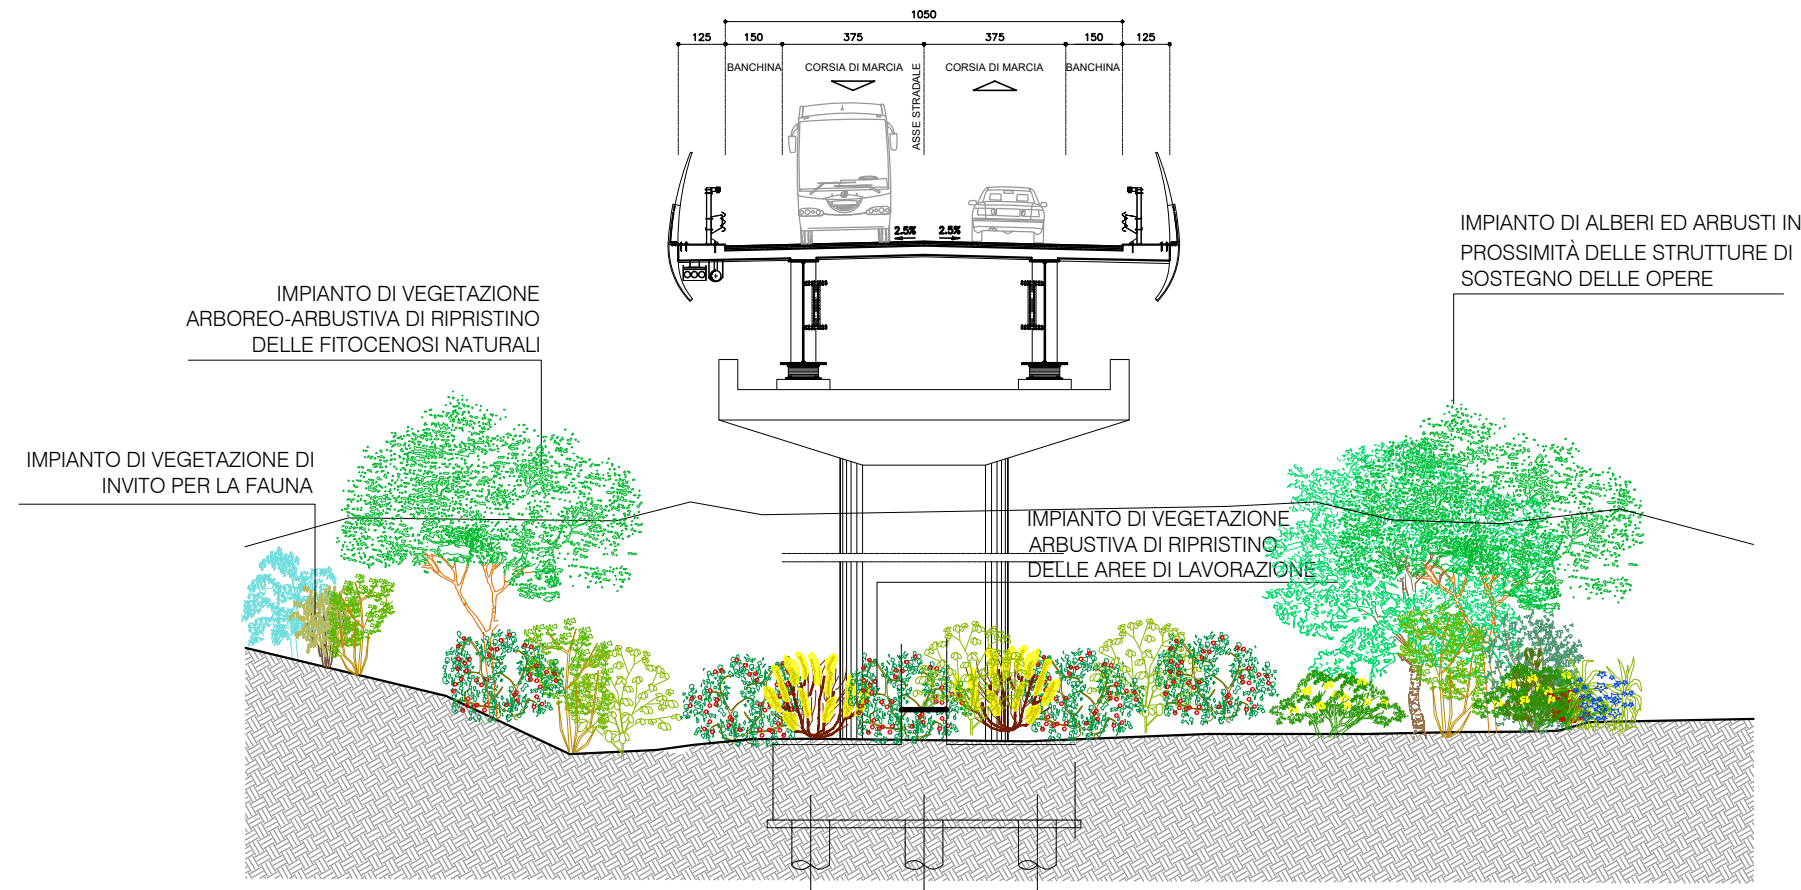 1050
125 150 375 375 150 125
BANCHINA CORSIA DI MARCIA ASSE STRADALE CORSIA DI MARCIA BANCHINA
2.5% 2.5%
IMPIANTO DI ALBERI ED ARBUSTI IN
PROSSIMITÀ DELLE STRUTTURE DI
SOSTEGNO DELLE OPERE
IMPIANTO DI VEGETAZIONE
ARBOREO-ARBUSTIVA DI RIPRISTINO
DELLE FITOCENOSI NATURALI
IMPIANTO DI VEGETAZIONE DI
INVITO PER LA FAUNA
IMPIANTO DI VEGETAZIONE
ARBUSTIVA DI RIPRISTINO
DELLE AREE DI LAVORAZIONE